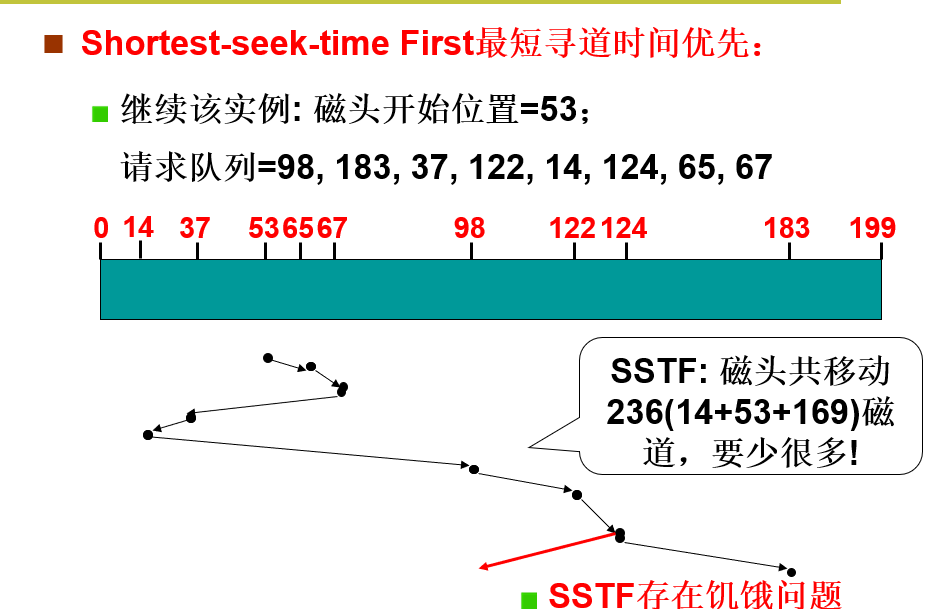 Shortest-seek-time First最短寻道时间优先：
继续该实例: 磁头开始位置=53；
请求队列=98, 183, 37, 122, 14, 124, 65, 67
0 14 37 53 65 67 98 122 124 183 199
SSTF: 磁头共移动
236(14+53+169)磁
道，要少很多!
SSTF存在饥饿问题